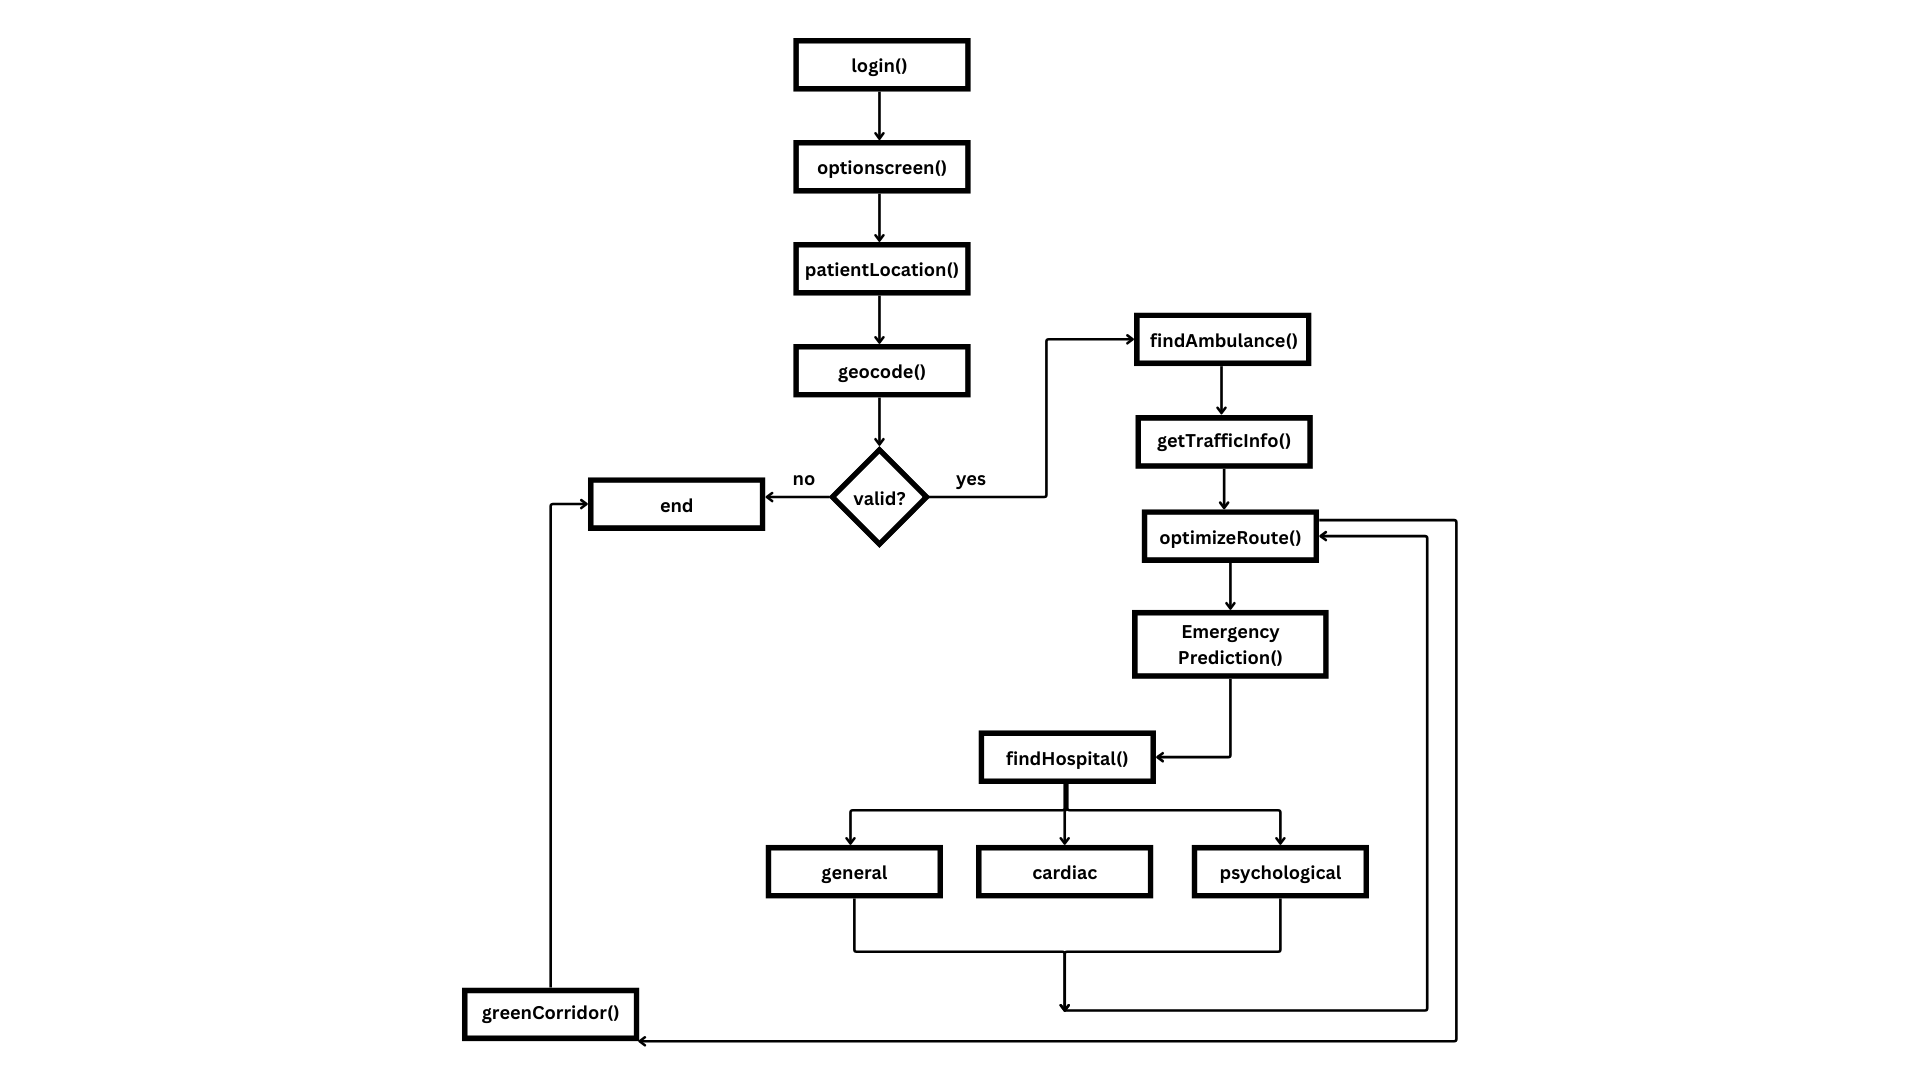 login()
optionscreen()
patientLocation()
geocode()
findAmbulance()
getTrafficInfo()
no
valid?
yes
end
optimizeRoute()
Emergency
Prediction()
findHospital()
general
cardiac
psychological
greenCorridor()